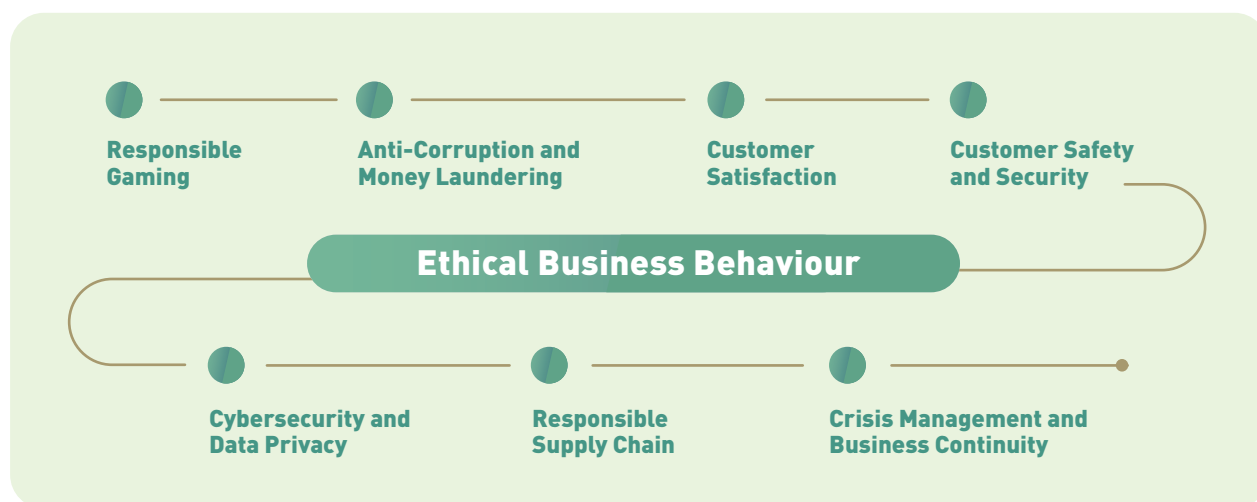 Responsible
Gaming
Anti-Corruption and
Money Laundering
Customer
Satisfaction
Customer Safety
and Security
Ethical Business Behaviour
Cybersecurity and
Data Privacy
Responsible
Supply Chain
Crisis Management and
Business Continuity